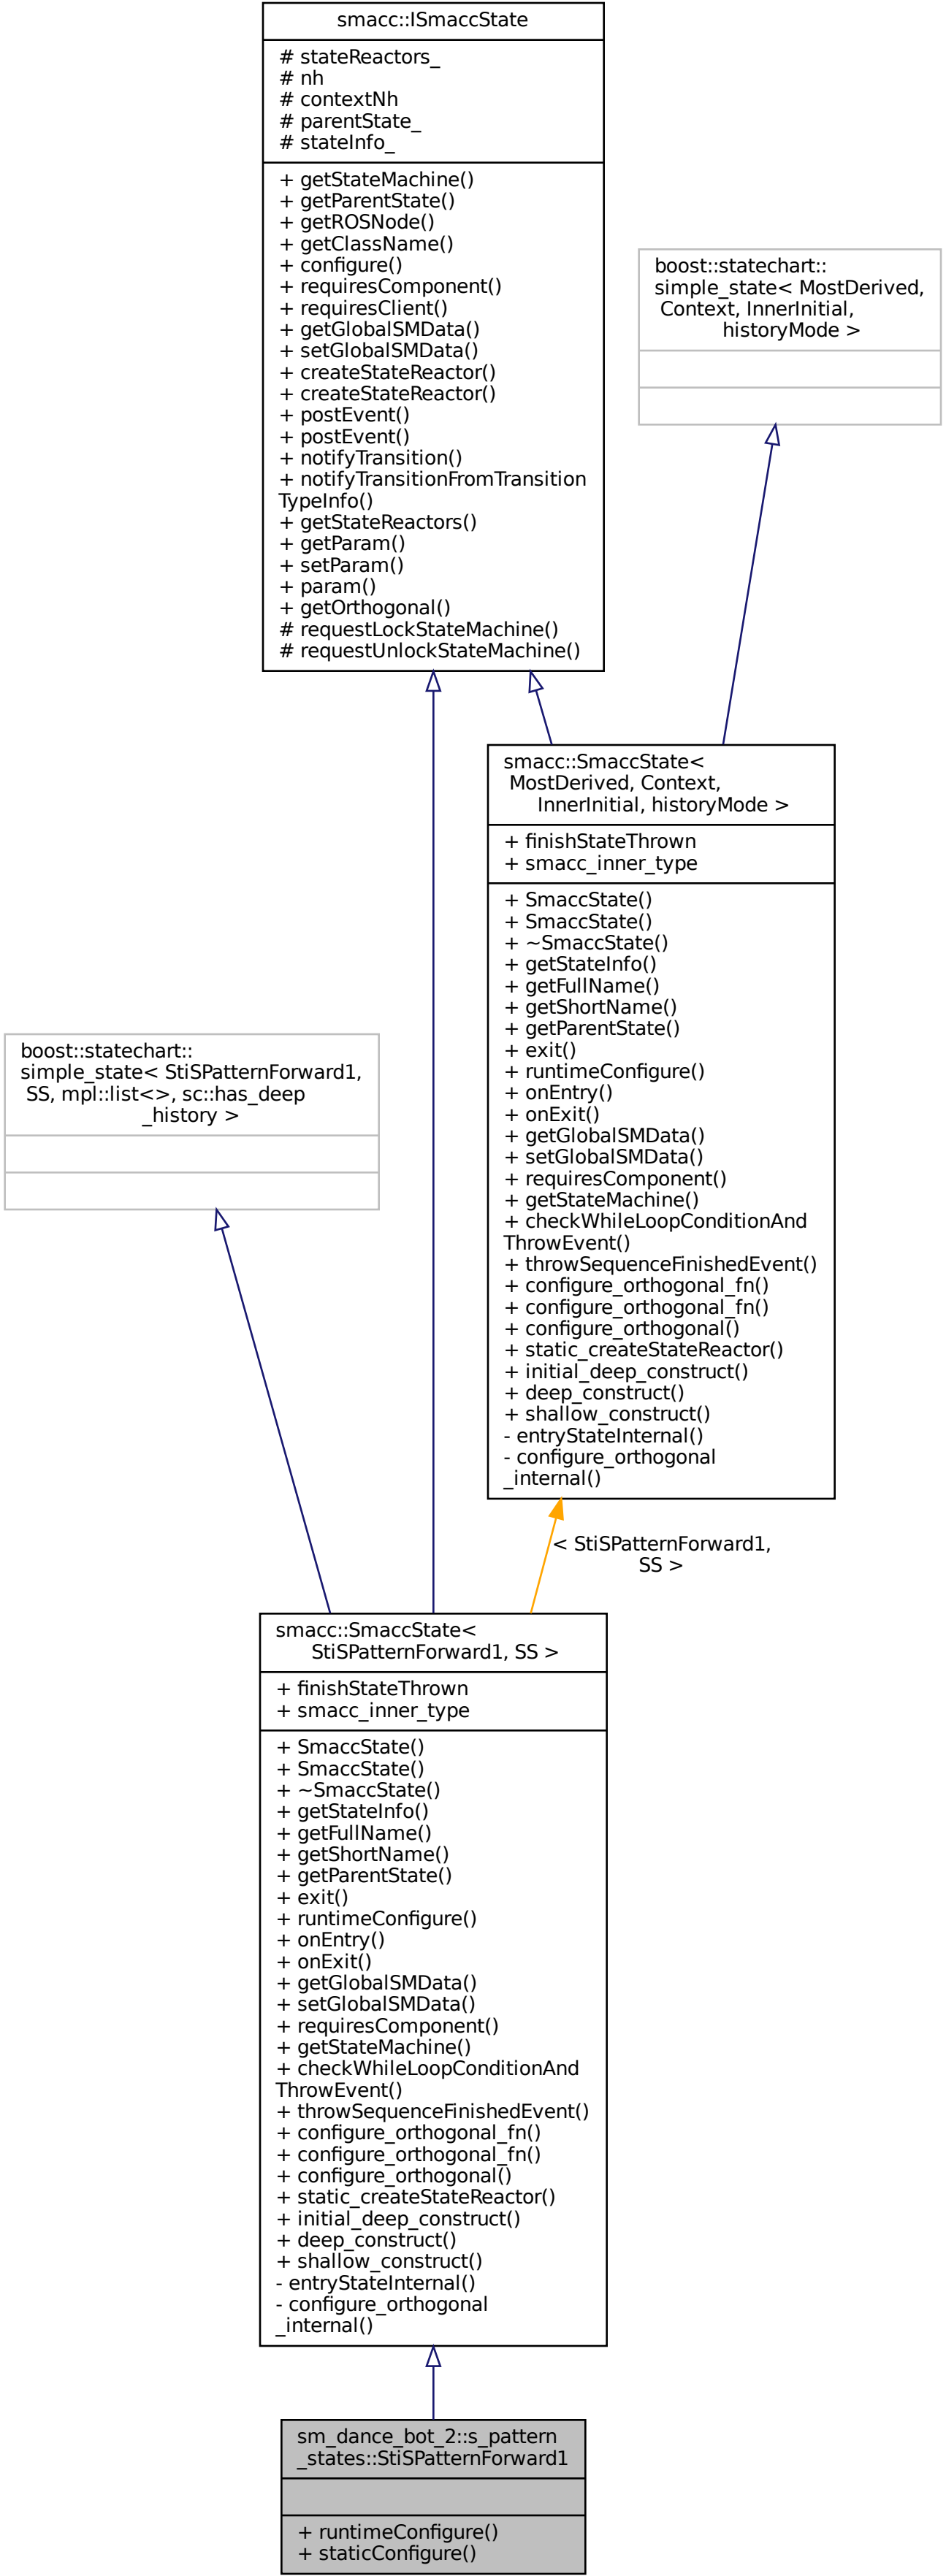 smacc::ISmaccState
# stateReactors_
# nh
# contextNh
# parentState_
# stateInfo_
+ getStateMachine()
+ getParentState()
+ getROSNode()
+ getClassName()
+ configure()
+ requiresComponent()
+ requiresClient()
+ getGlobalSMData()
+ setGlobalSMData()
+ createStateReactor()
+ createStateReactor()
+ postEvent()
+ postEvent()
+ notifyTransition()
+ notifyTransitionFromTransition
TypeInfo()
+ getStateReactors()
+ getParam()
+ setParam()
+ param()
+ getOrthogonal()
# requestLockStateMachine()
# requestUnlockStateMachine()
boost::statechart::
simple_state< MostDerived,
Context, InnerInitial,
historyMode >
smacc::SmaccState<
MostDerived, Context,
InnerInitial, historyMode >
+ finishStateThrown
+ smacc_inner_type
+ SmaccState()
+ SmaccState()
+ ~SmaccState()
+ getStateInfo()
+ getFullName()
+ getShortName()
+ getParentState()
+ exit()
+ runtimeConfigure()
+ onEntry()
+ onExit()
+ getGlobalSMData()
+ setGlobalSMData()
+ requiresComponent()
+ getStateMachine()
+ checkWhileLoopConditionAnd
ThrowEvent()
+ throwSequenceFinishedEvent()
+ configure_orthogonal_fn()
+ configure_orthogonal_fn()
+ configure_orthogonal()
+ static_createStateReactor()
+ initial_deep_construct()
+ deep_construct()
+ shallow_construct()
- entryStateInternal()
- configure_orthogonal
_internal()
boost::statechart::
simple_state< StiSPatternForward1,
SS, mpl::list<>, sc::has_deep
_history >
< StiSPatternForward1,
SS >
smacc::SmaccState<
StiSPatternForward1, SS >
+ finishStateThrown
+ smacc_inner_type
+ SmaccState()
+ SmaccState()
+ ~SmaccState()
+ getStateInfo()
+ getFullName()
+ getShortName()
+ getParentState()
+ exit()
+ runtimeConfigure()
+ onEntry()
+ onExit()
+ getGlobalSMData()
+ setGlobalSMData()
+ requiresComponent()
+ getStateMachine()
+ checkWhileLoopConditionAnd
ThrowEvent()
+ throwSequenceFinishedEvent()
+ configure_orthogonal_fn()
+ configure_orthogonal_fn()
+ configure_orthogonal()
+ static_createStateReactor()
+ initial_deep_construct()
+ deep_construct()
+ shallow_construct()
- entryStateInternal()
- configure_orthogonal
_internal()
sm_dance_bot_2::s_pattern
_states::StiSPatternForward1
+ runtimeConfigure()
+ staticConfigure()